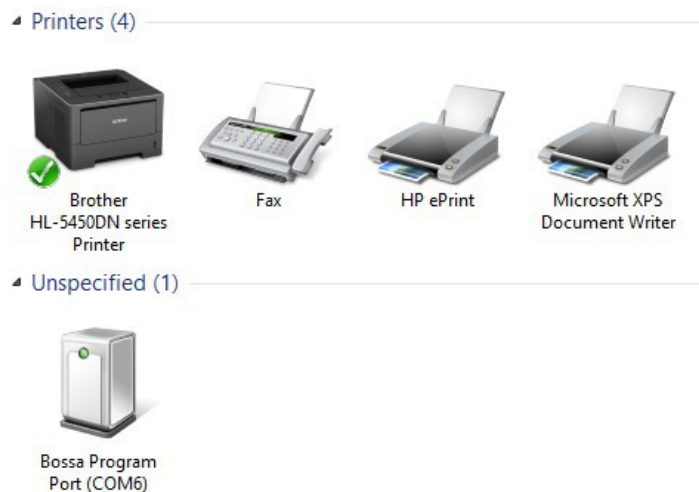 Printers (4)
Brother
HL-5450DN series
Printer
Fax
HP ePrint
Microsoft XPS
Document Writer
Unspecified (1)
Bossa Program
Port (COM6)